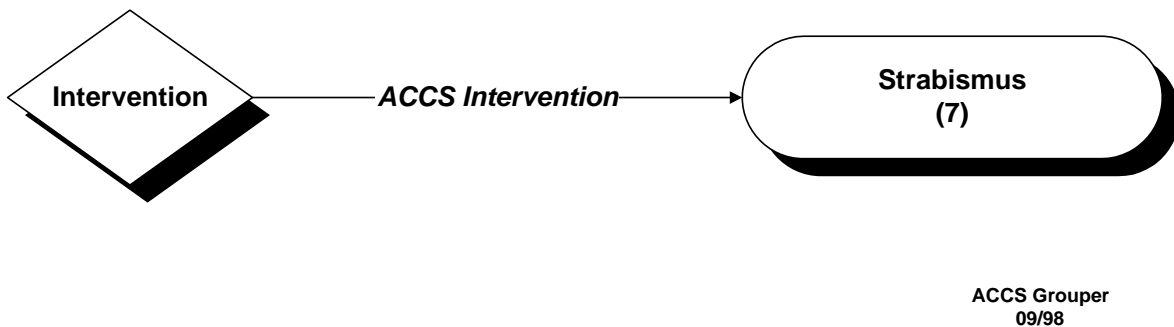 Intervention
ACCS Intervention
Strabismus
(7)
ACCS Grouper
09/98